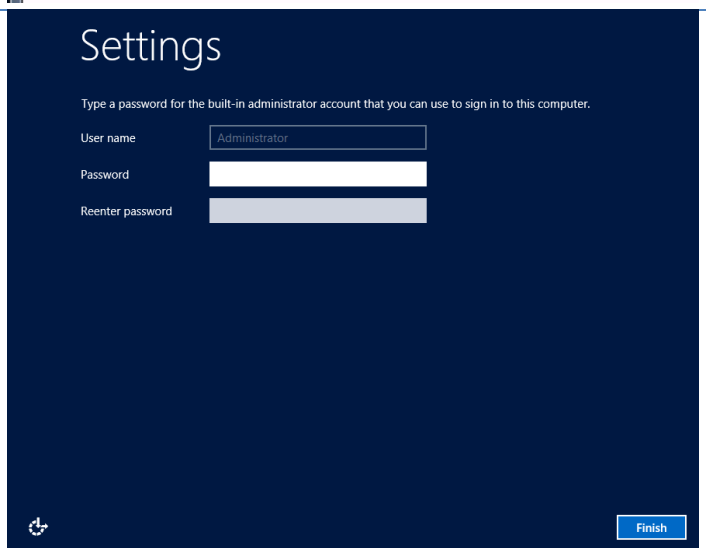 Settings
Type a password for the built-in administrator account that you can use to sign in to this computer.
User name
Administrator
Password
Reenter password
Finish